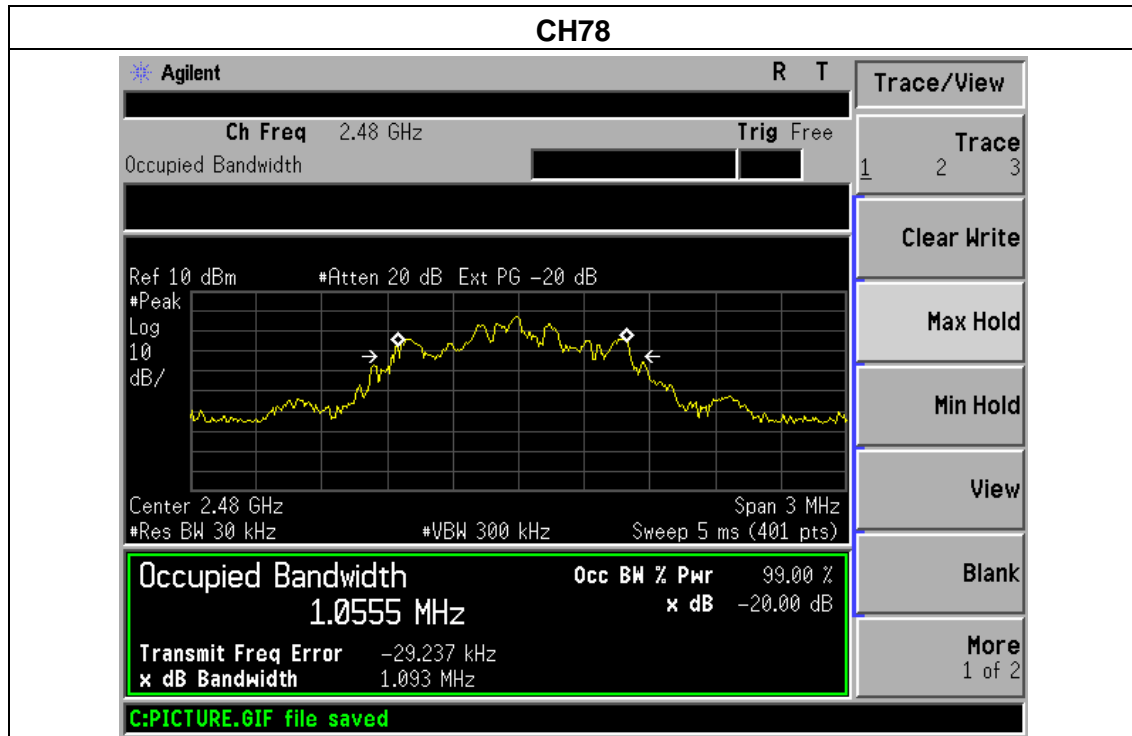 CH78
Agilent R T
Trace/View
Ch Freq 2.48 GHz Trig Free
Occupied Bandwidth
Trace
1 2 3
Clear Write
Max Hold
Min Hold
View
Blank
More
1 of 2
Ref 10 dBm #Atten 20 dB Ext PG -20 dB
#Peak
Log
10
dB/
Center 2.48 GHz Span 3 MHz
#Res BW 30 kHz #VBW 300 kHz Sweep 5 ms (401 pts)
Occupied Bandwidth Occ BW % Pwr 99.00 %
1.0555 MHz x dB -20.00 dB
Transmit Freq Error -29.237 kHz
x dB Bandwidth 1.093 MHz
C:PICTURE.GIF file saved